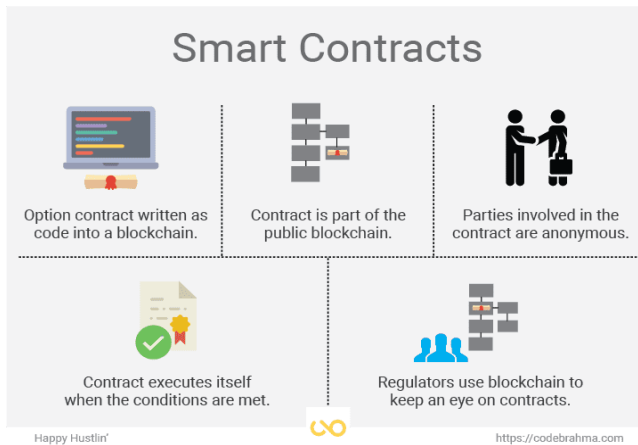 Smart Contracts
Option contract written as
code into a blockchain.
Contract is part of the
public blockchain.
Parties involved in the
contract are anonymous.
Contract executes itself
when the conditions are met.
Regulators use blockchain to
keep an eye on contracts.
Happy Hustlin'
https://codebrahma.com